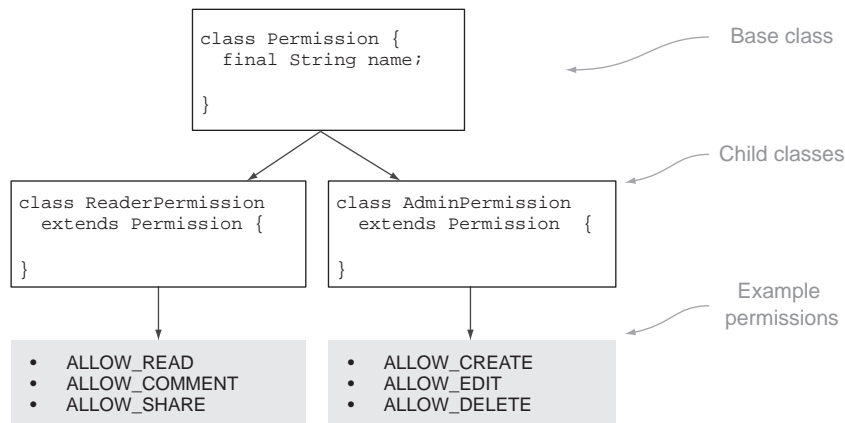 class Permission {
final String name;
}
Base class
Child classes
class ReaderPermission
extends Permission {
}
class AdminPermission
extends Permission {
}
Example
permissions
• ALLOW_READ
• ALLOW_COMMENT
• ALLOW_SHARE
• ALLOW_CREATE
• ALLOW_EDIT
• ALLOW_DELETE